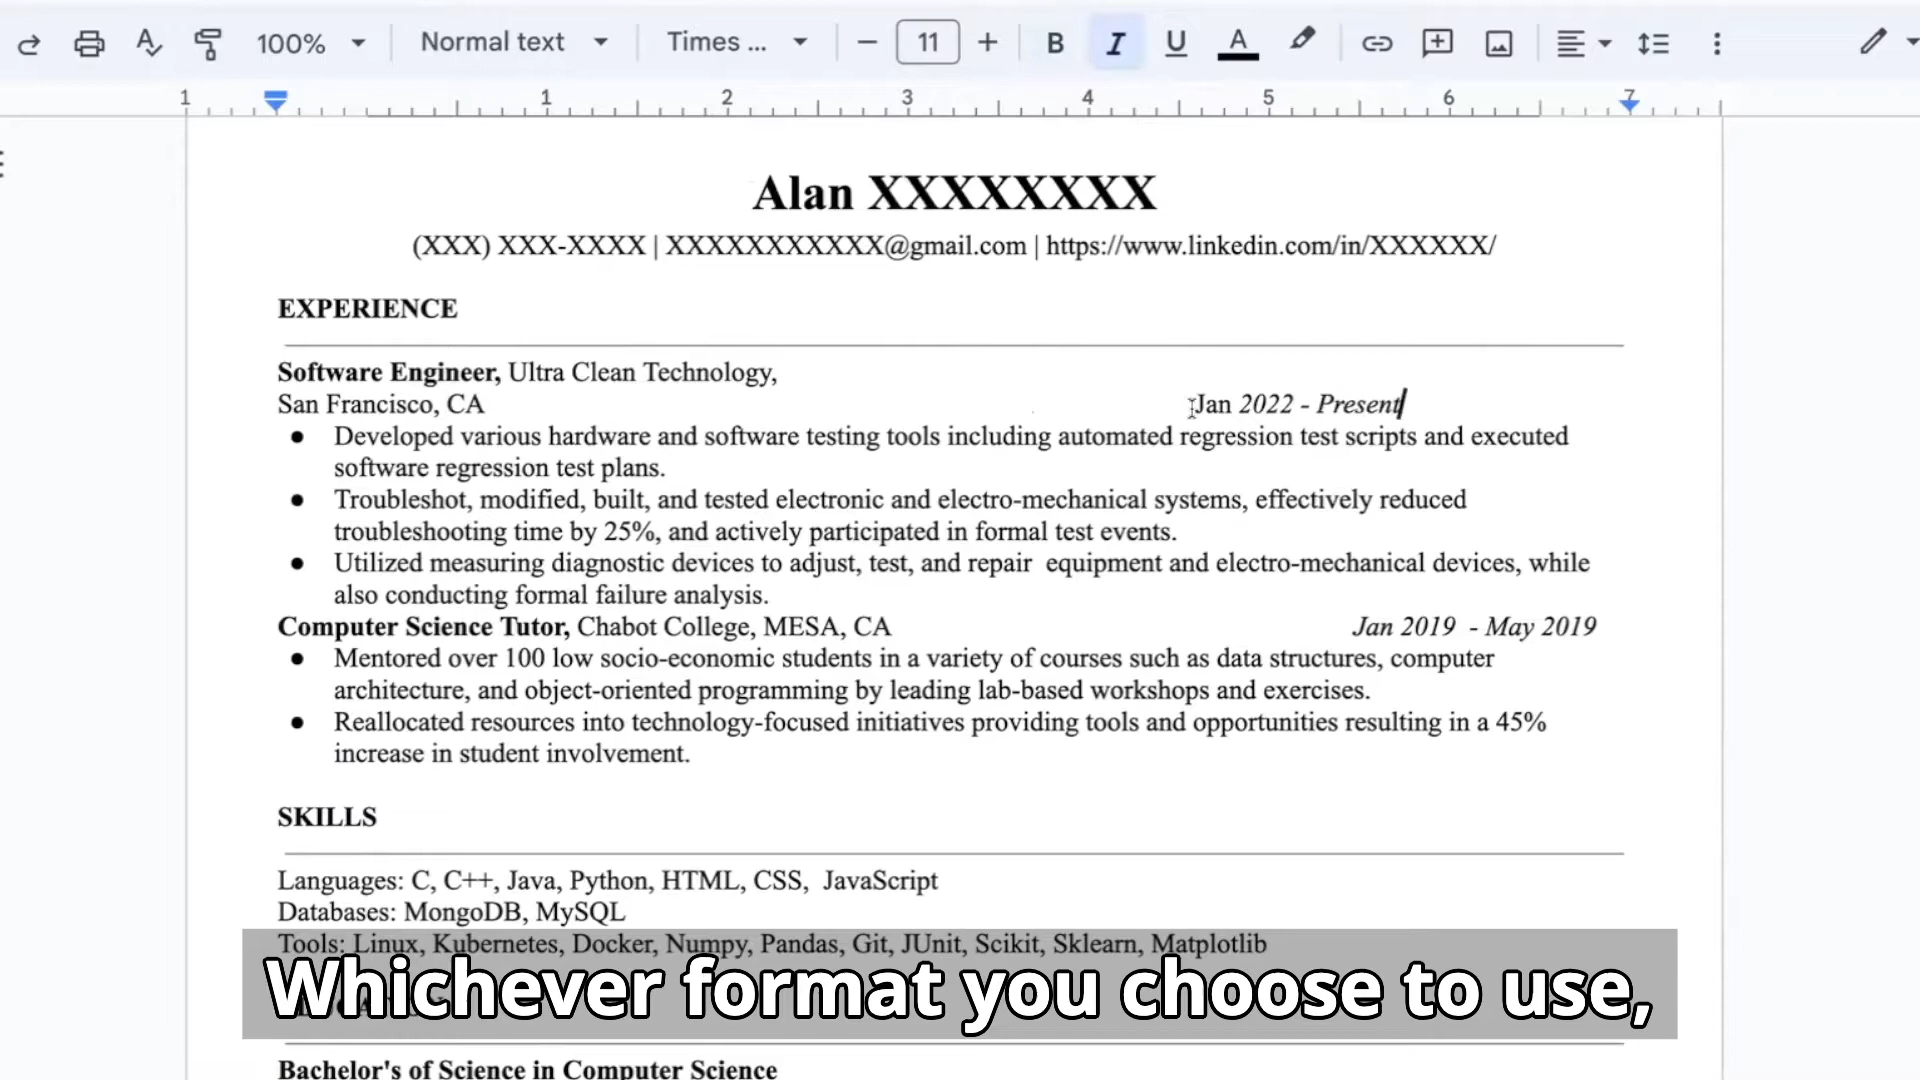 100% Normal text Times ... − 11 + B I U A
1 1 2 3 4 5 6 7
Alan XXXXXXXX
(XXX) XXX-XXXX | XXXXXXXXXXX@gmail.com | https://www.linkedin.com/in/XXXXXX/
EXPERIENCE
Software Engineer, Ultra Clean Technology,
San Francisco, CA Jan 2022 - Present
● Developed various hardware and software testing tools including automated regression test scripts and executed
software regression test plans.
● Troubleshot, modified, built, and tested electronic and electro-mechanical systems, effectively reduced
troubleshooting time by 25%, and actively participated in formal test events.
● Utilized measuring diagnostic devices to adjust, test, and repair  equipment and electro-mechanical devices, while
also conducting formal failure analysis.
Computer Science Tutor, Chabot College, MESA, CA Jan 2019  - May 2019
● Mentored over 100 low socio-economic students in a variety of courses such as data structures, computer
architecture, and object-oriented programming by leading lab-based workshops and exercises.
● Reallocated resources into technology-focused initiatives providing tools and opportunities resulting in a 45%
increase in student involvement.
SKILLS
Languages: C, C++, Java, Python, HTML, CSS,  JavaScript
Databases: MongoDB, MySQL
Tools: Linux, Kubernetes, Docker, Numpy, Pandas, Git, JUnit, Scikit, Sklearn, Matplotlib
Whichever format you choose to use,
Bachelor's of Science in Computer Science